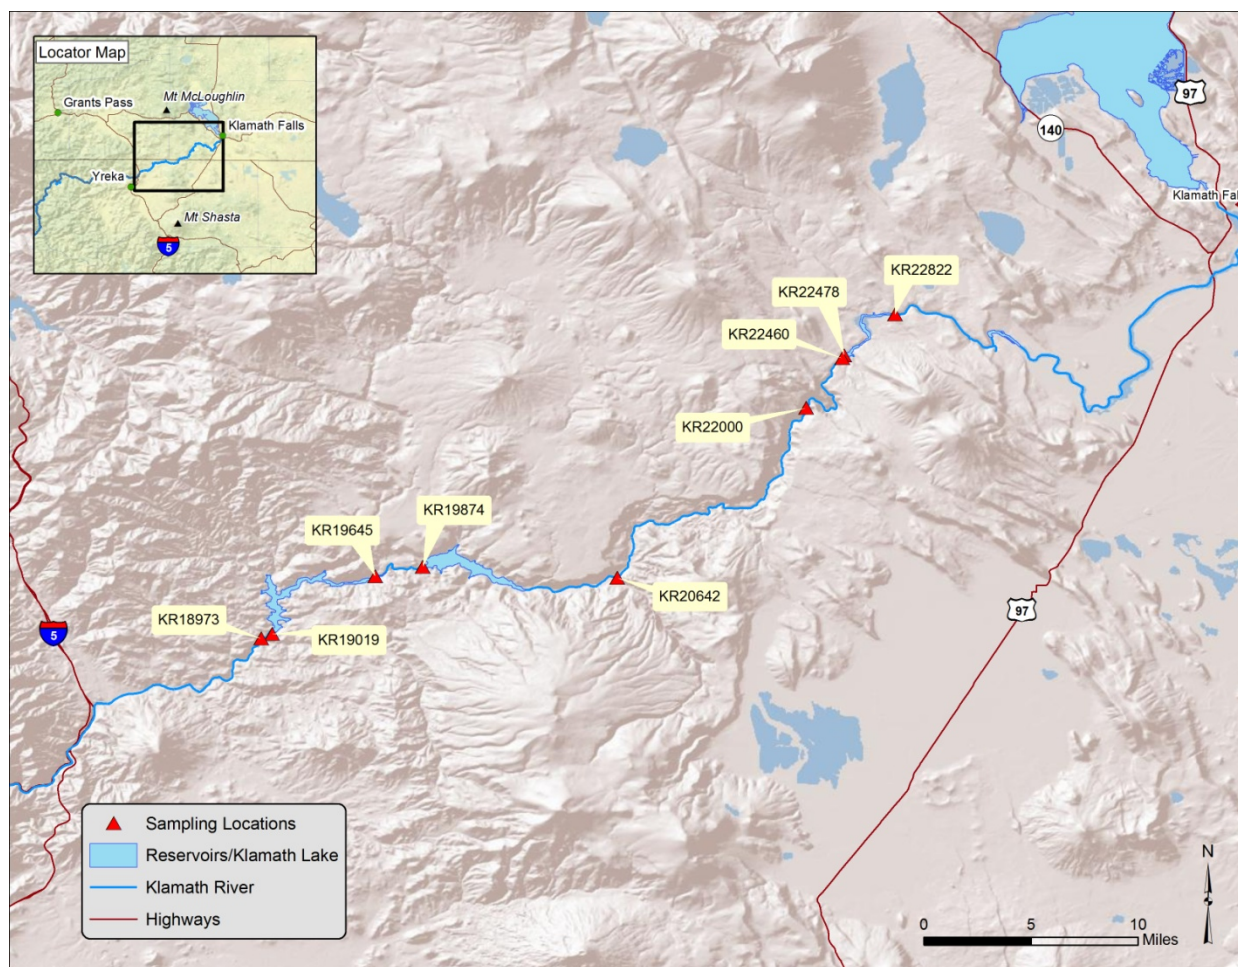 Locator Map
Mt McLoughlin
Grants Pass
Klamath Falls
Yreka
Mt Shasta
5
97
140
Klamath Fal
KR22822
KR22478
KR22460
KR22000
KR19874
KR19645
KR20642
KR18973
KR19019
5
97
Sampling Locations
Reservoirs/Klamath Lake
Klamath River
Highways
N
0 5 10
Miles